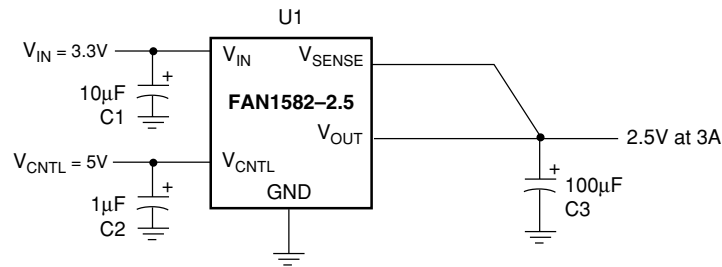 U1
V_IN = 3.3V
+
10μF
C1
V_IN
V_SENSE
FAN1582–2.5
V_OUT
2.5V at 3A
V_CNTL = 5V
+
1μF
C2
V_CNTL
GND
+
100μF
C3